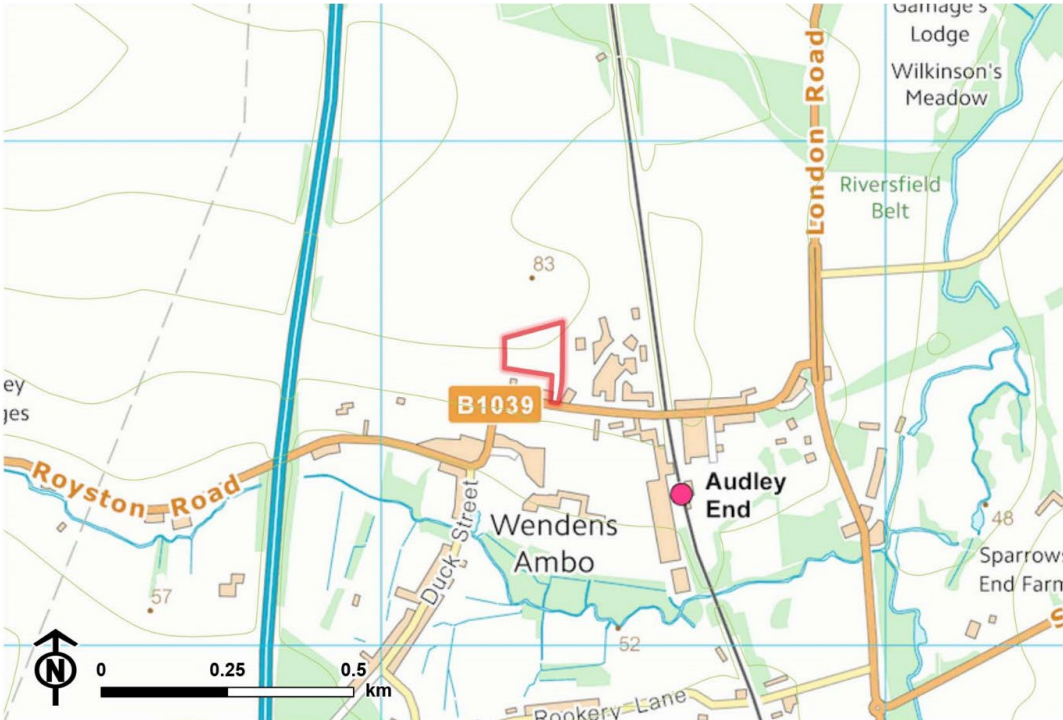 Gamage's
Lodge
Wilkinson's
Meadow
London Road
Riversfield
Belt
83
ey
ges
B1039
Royston Road
Audley
End
Duck Street
Wendens
Ambo
48
Sparrows
End Farm
57
52
S
N
0 0.25 0.5
km
Rookery Lane